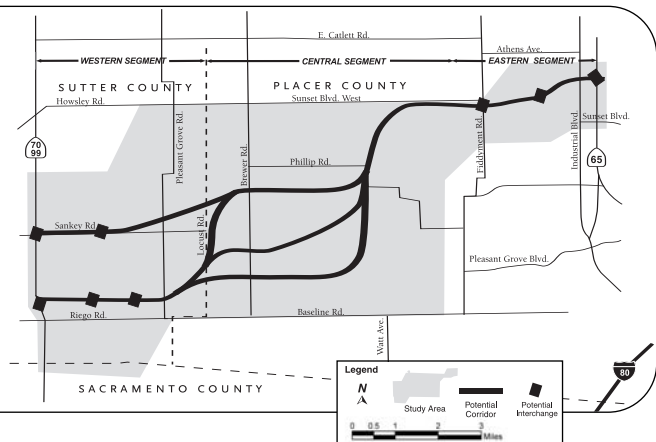 E. Catlett Rd.
Athens Ave.
WESTERN SEGMENT
CENTRAL SEGMENT
EASTERN SEGMENT
SUTTER COUNTY
PLACER COUNTY
Howsley Rd.
Sunset Blvd. West
Sunset Blvd.
70
99
Pleasant Grove Rd.
Brewer Rd.
Phillip Rd.
Fiddyment Rd.
Industrial Blvd.
65
Sankey Rd.
Locust Rd.
Pleasant Grove Blvd.
Riego Rd.
Baseline Rd.
Watt Ave.
SACRAMENTO COUNTY
80
Legend
N
Study Area
Potential
Corridor
Potential
Interchange
0 0.5 1 2 3
Miles